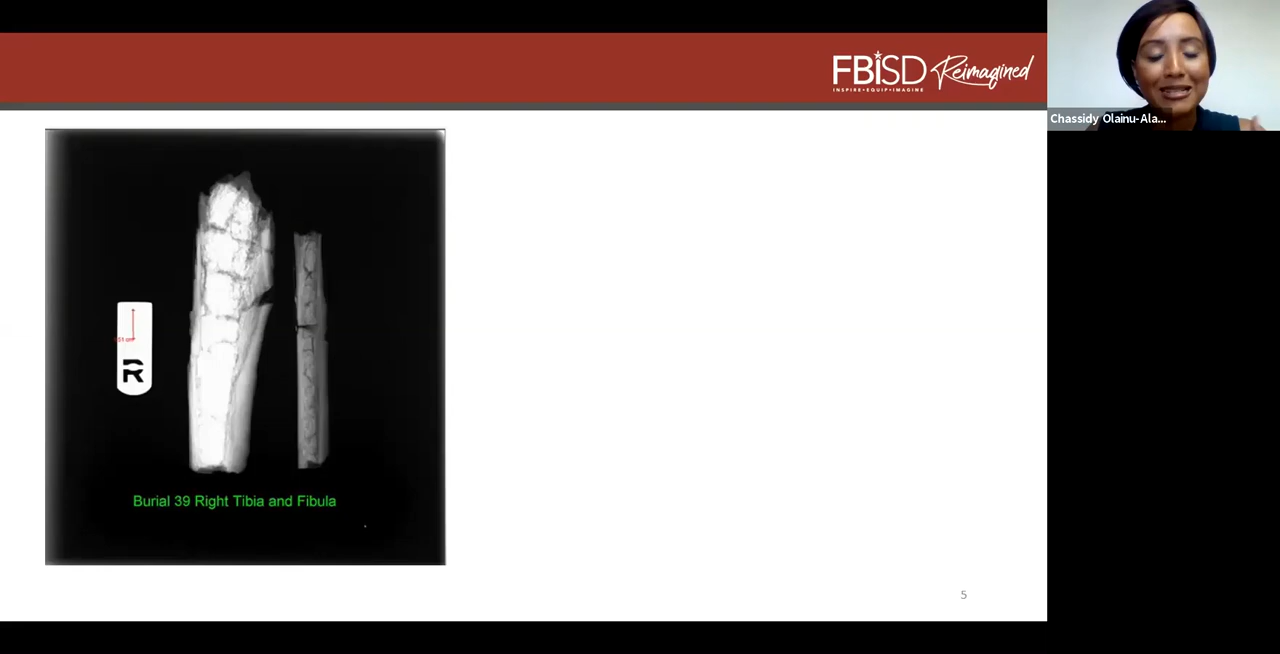 FBISD Reimagined
INSPIRE•EQUIP•IMAGINE
Chassidy Olainu-Ala...
R
Burial 39 Right Tibia and Fibula
5